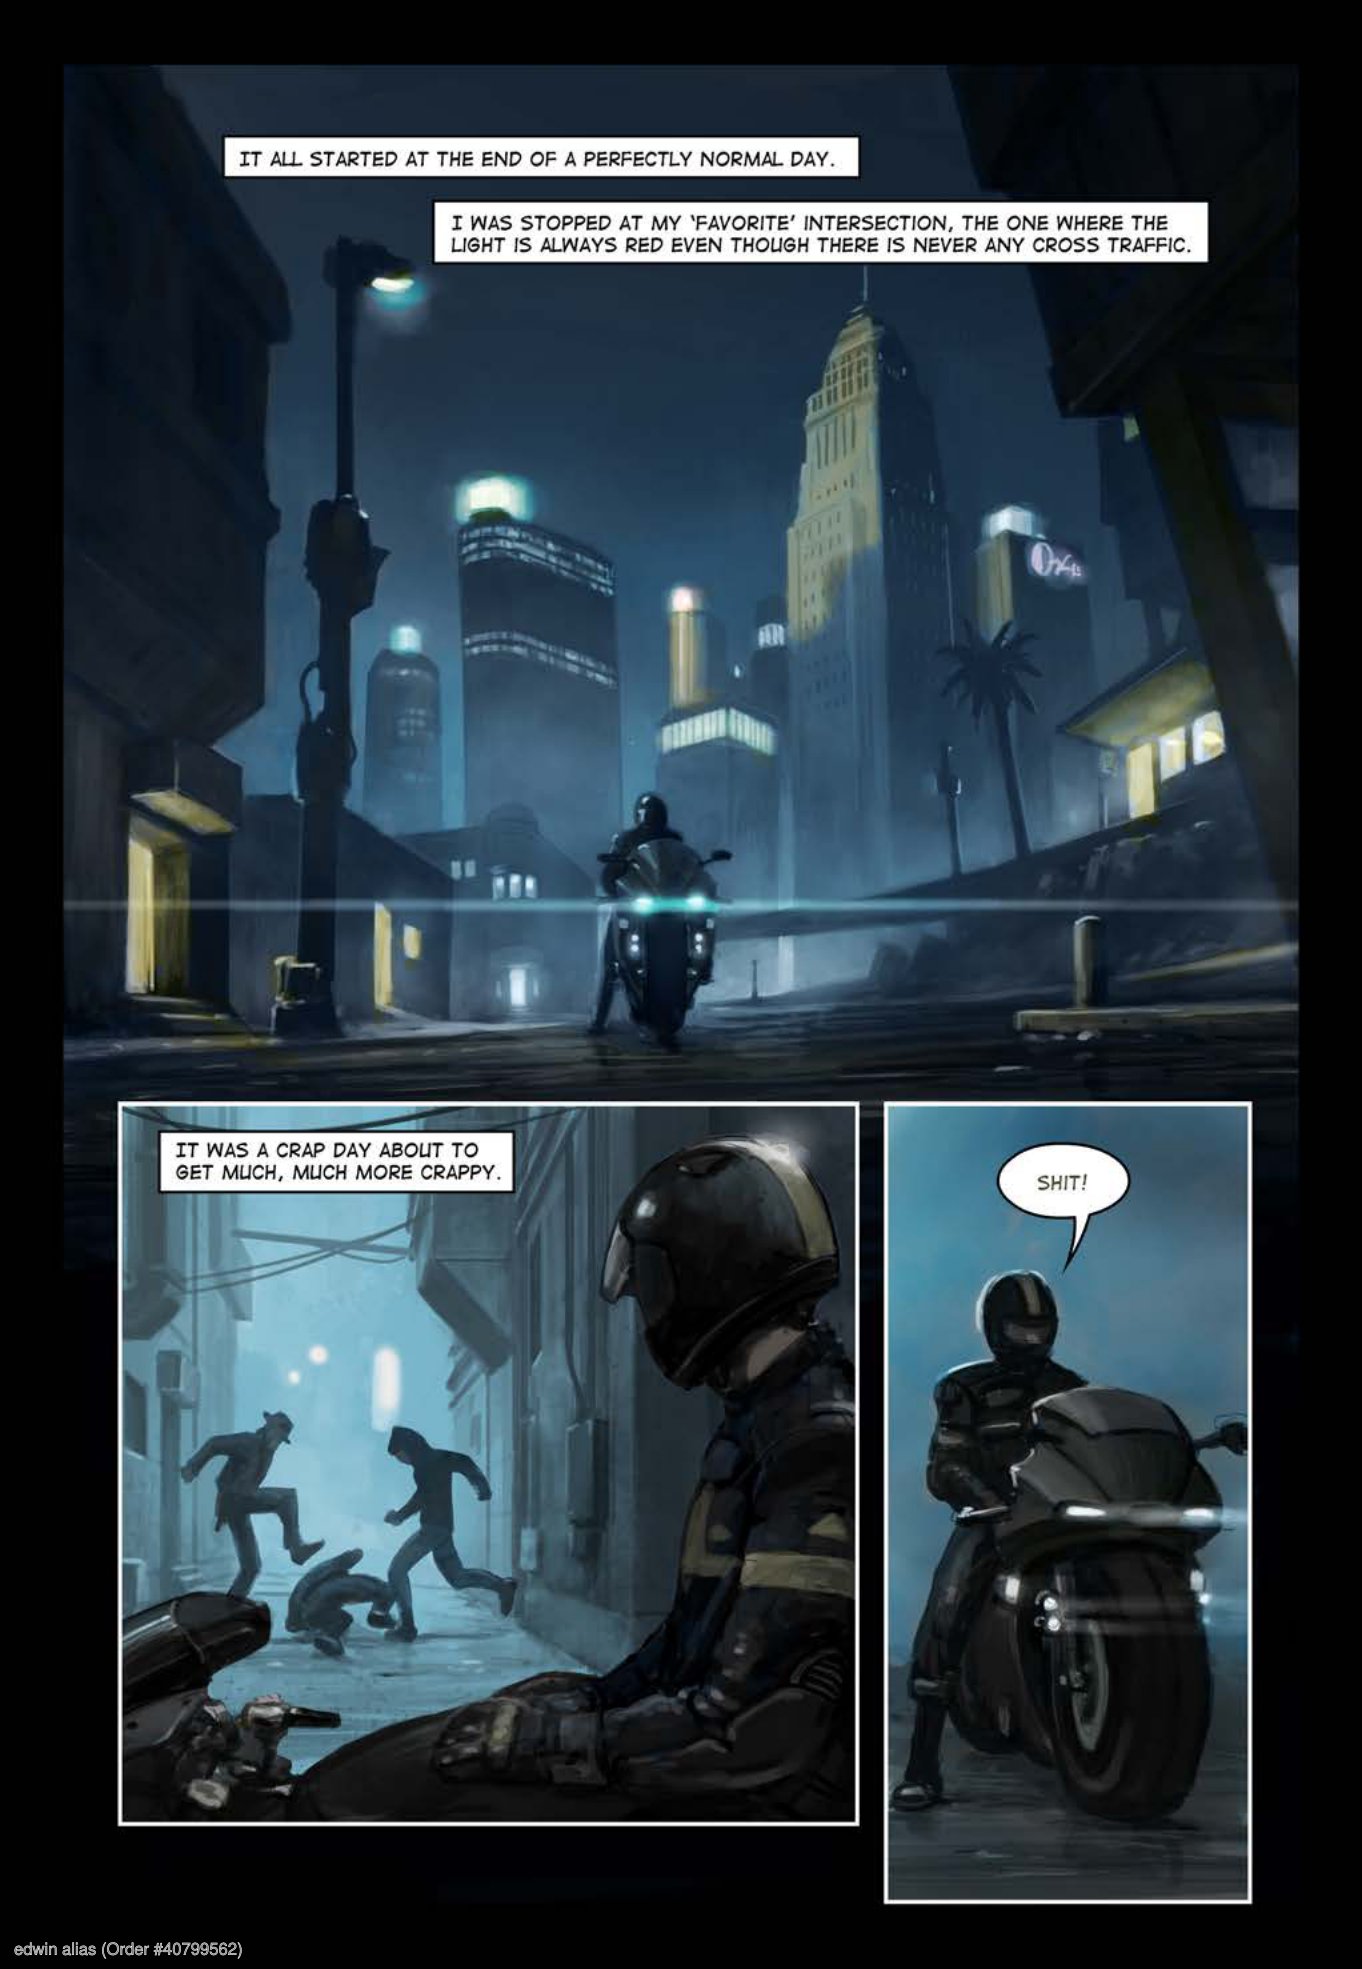 IT ALL STARTED AT THE END OF A PERFECTLY NORMAL DAY.
I WAS STOPPED AT MY ‘FAVORITE’ INTERSECTION, THE ONE WHERE THE
LIGHT IS ALWAYS RED EVEN THOUGH THERE IS NEVER ANY CROSS TRAFFIC.
IT WAS A CRAP DAY ABOUT TO
GET MUCH, MUCH MORE CRAPPY.
SHIT!
edwin alias (Order #40799562)